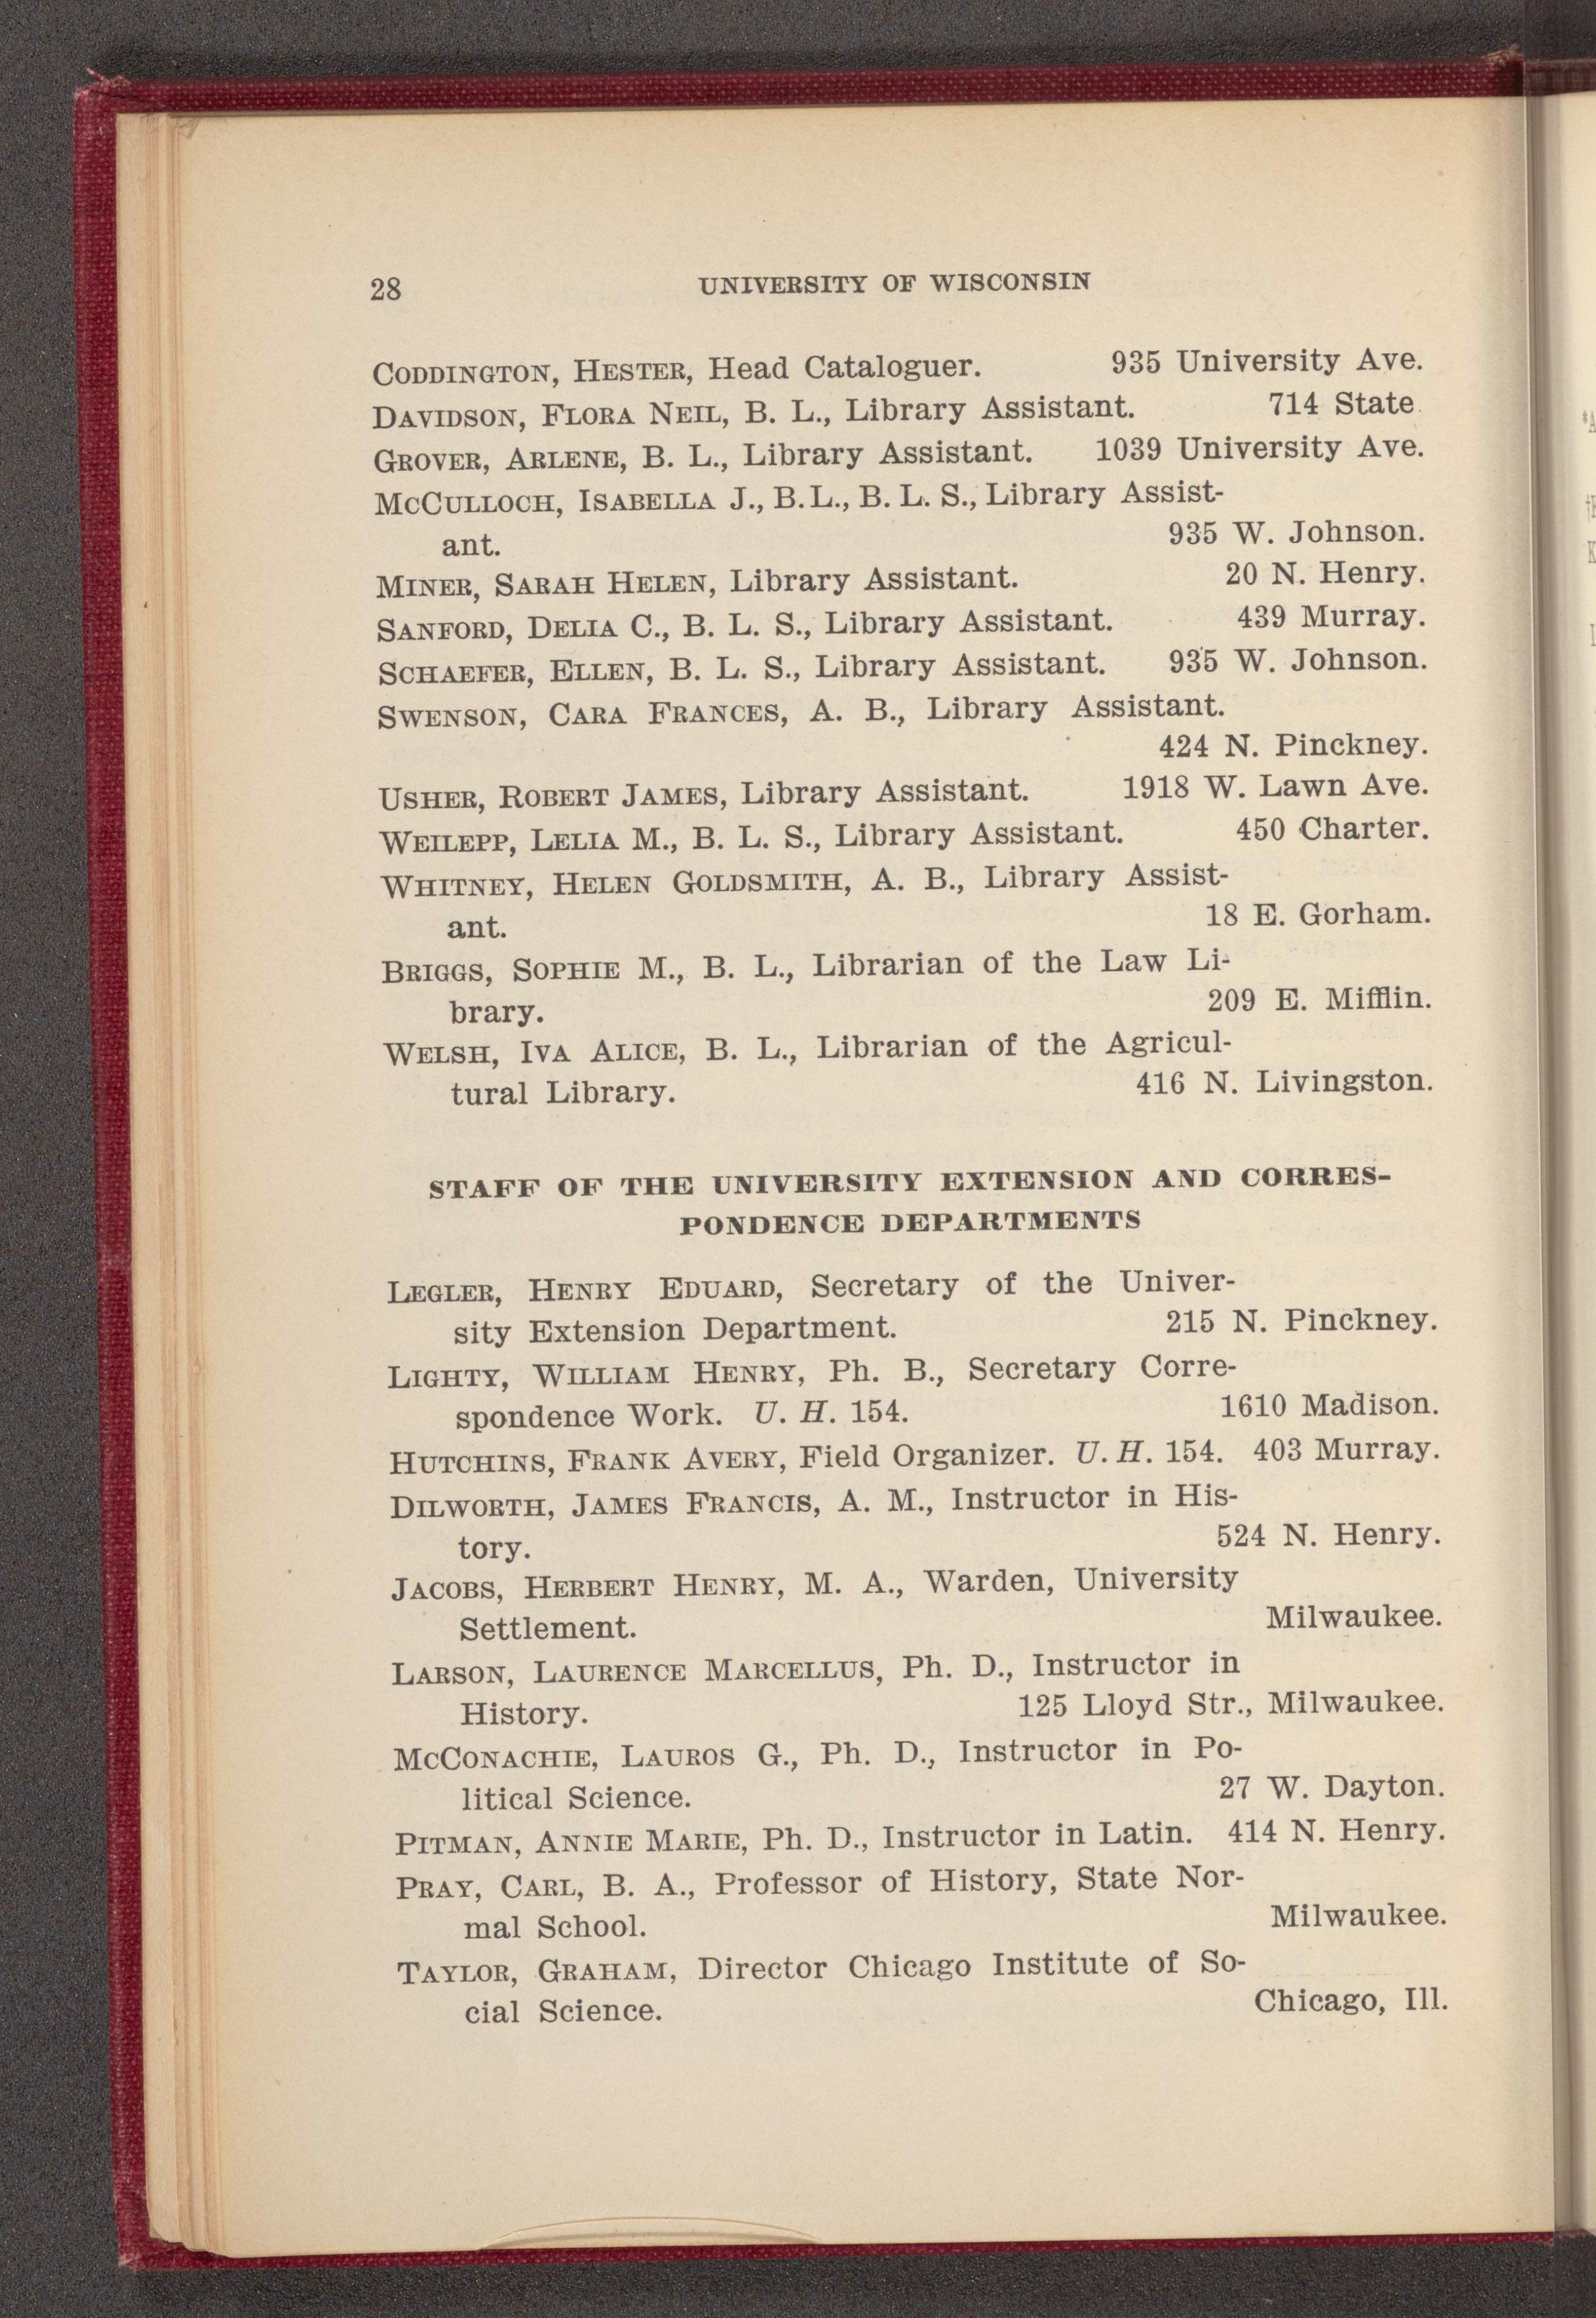 28 UNIVERSITY OF WISCONSIN
CODDINGTON, HESTER, Head Cataloguer. 935 University Ave.
DAVIDSON, FLORA NEIL, B. L., Library Assistant. 714 State
GROVER, ARLENE, B. L., Library Assistant. 1039 University Ave.
MCCULLOCH, ISABELLA J., B. L., B. L. S., Library Assist-
ant. 935 W. Johnson.
MINER, SARAH HELEN, Library Assistant. 20 N. Henry.
SANFORD, DELIA C., B. L. S., Library Assistant. 439 Murray.
SCHAEFER, ELLEN, B. L. S., Library Assistant. 935 W. Johnson.
SWENSON, CARA FRANCES, A. B., Library Assistant.
424 N. Pinckney.
USHER, ROBERT JAMES, Library Assistant. 1918 W. Lawn Ave.
WEILEPP, LELIA M., B. L. S., Library Assistant. 450 Charter.
WHITNEY, HELEN GOLDSMITH, A. B., Library Assist-
ant. 18 E. Gorham.
BRIGGS, SOPHIE M., B. L., Librarian of the Law Li-
brary. 209 E. Mifflin.
WELSH, IVA ALICE, B. L., Librarian of the Agricul-
tural Library. 416 N. Livingston.
STAFF OF THE UNIVERSITY EXTENSION AND CORRES-
PONDENCE DEPARTMENTS
LEGLER, HENRY EDUARD, Secretary of the Univer-
sity Extension Department. 215 N. Pinckney.
LIGHTY, WILLIAM HENRY, Ph. B., Secretary Corre-
spondence Work. U. H. 154. 1610 Madison.
HUTCHINS, FRANK AVERY, Field Organizer. U. H. 154. 403 Murray.
DILWORTH, JAMES FRANCIS, A. M., Instructor in His-
tory. 524 N. Henry.
JACOBS, HERBERT HENRY, M. A., Warden, University
Settlement. Milwaukee.
LARSON, LAURENCE MARCELLUS, Ph. D., Instructor in
History. 125 Lloyd Str., Milwaukee.
MCCONACHIE, LAUROS G., Ph. D., Instructor in Po-
litical Science. 27 W. Dayton.
PITMAN, ANNIE MARIE, Ph. D., Instructor in Latin. 414 N. Henry.
PRAY, CARL, B. A., Professor of History, State Nor-
mal School. Milwaukee.
TAYLOR, GRAHAM, Director Chicago Institute of So-
cial Science. Chicago, Ill.